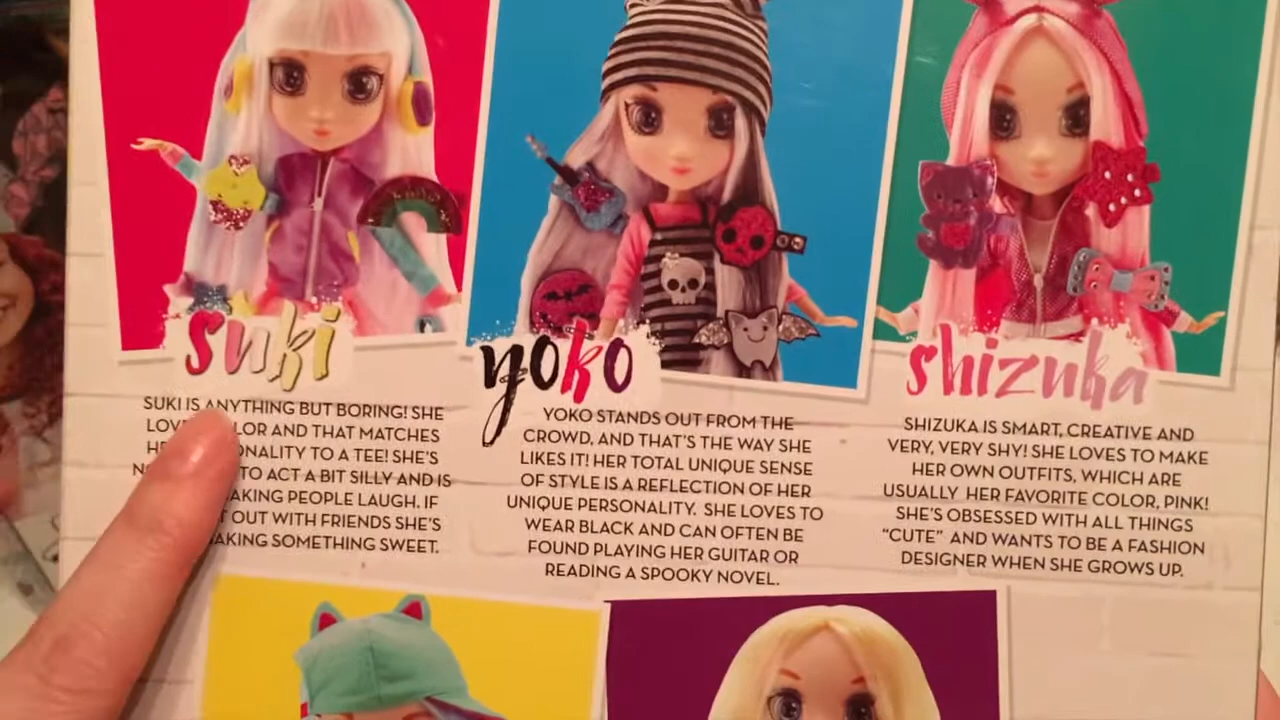 suki
SUKI IS ANYTHING BUT BORING! SHE
COLOR AND THAT MATCHES
PERSONALITY TO A TEE! SHE'S
TO ACT A BIT SILLY AND IS
MAKING PEOPLE LAUGH. IF
OUT WITH FRIENDS SHE'S
MAKING SOMETHING SWEET.
yoko
YOKO STANDS OUT FROM THE
CROWD, AND THAT'S THE WAY SHE
LIKES IT! HER TOTAL UNIQUE SENSE
OF STYLE IS A REFLECTION OF HER
UNIQUE PERSONALITY. SHE LOVES TO
WEAR BLACK AND CAN OFTEN BE
FOUND PLAYING HER GUITAR OR
READING A SPOOKY NOVEL.
shizuka
SHIZUKA IS SMART, CREATIVE AND
VERY, VERY SHY! SHE LOVES TO MAKE
HER OWN OUTFITS, WHICH ARE
USUALLY HER FAVORITE COLOR, PINK!
SHE'S OBSESSED WITH ALL THINGS
"CUTE" AND WANTS TO BE A FASHION
DESIGNER WHEN SHE GROWS UP.